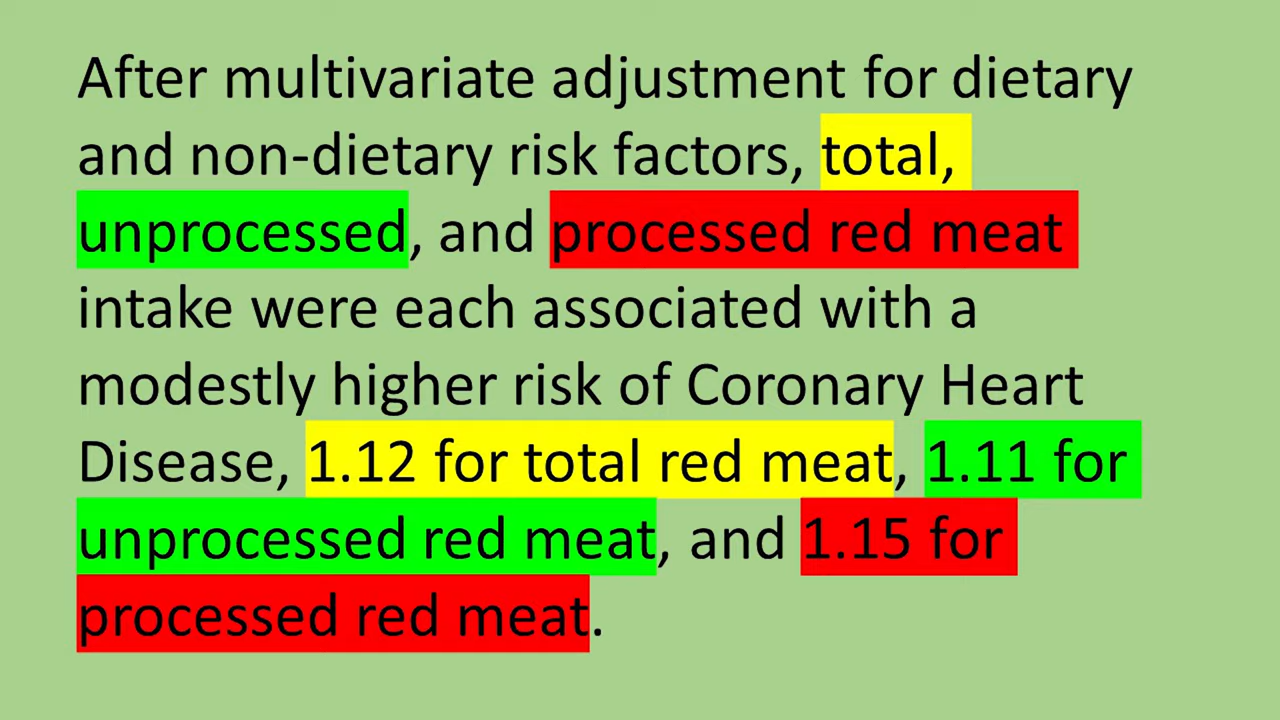 After multivariate adjustment for dietary
and non-dietary risk factors, total,
unprocessed, and processed red meat
intake were each associated with a
modestly higher risk of Coronary Heart
Disease, 1.12 for total red meat, 1.11 for
unprocessed red meat, and 1.15 for
processed red meat.